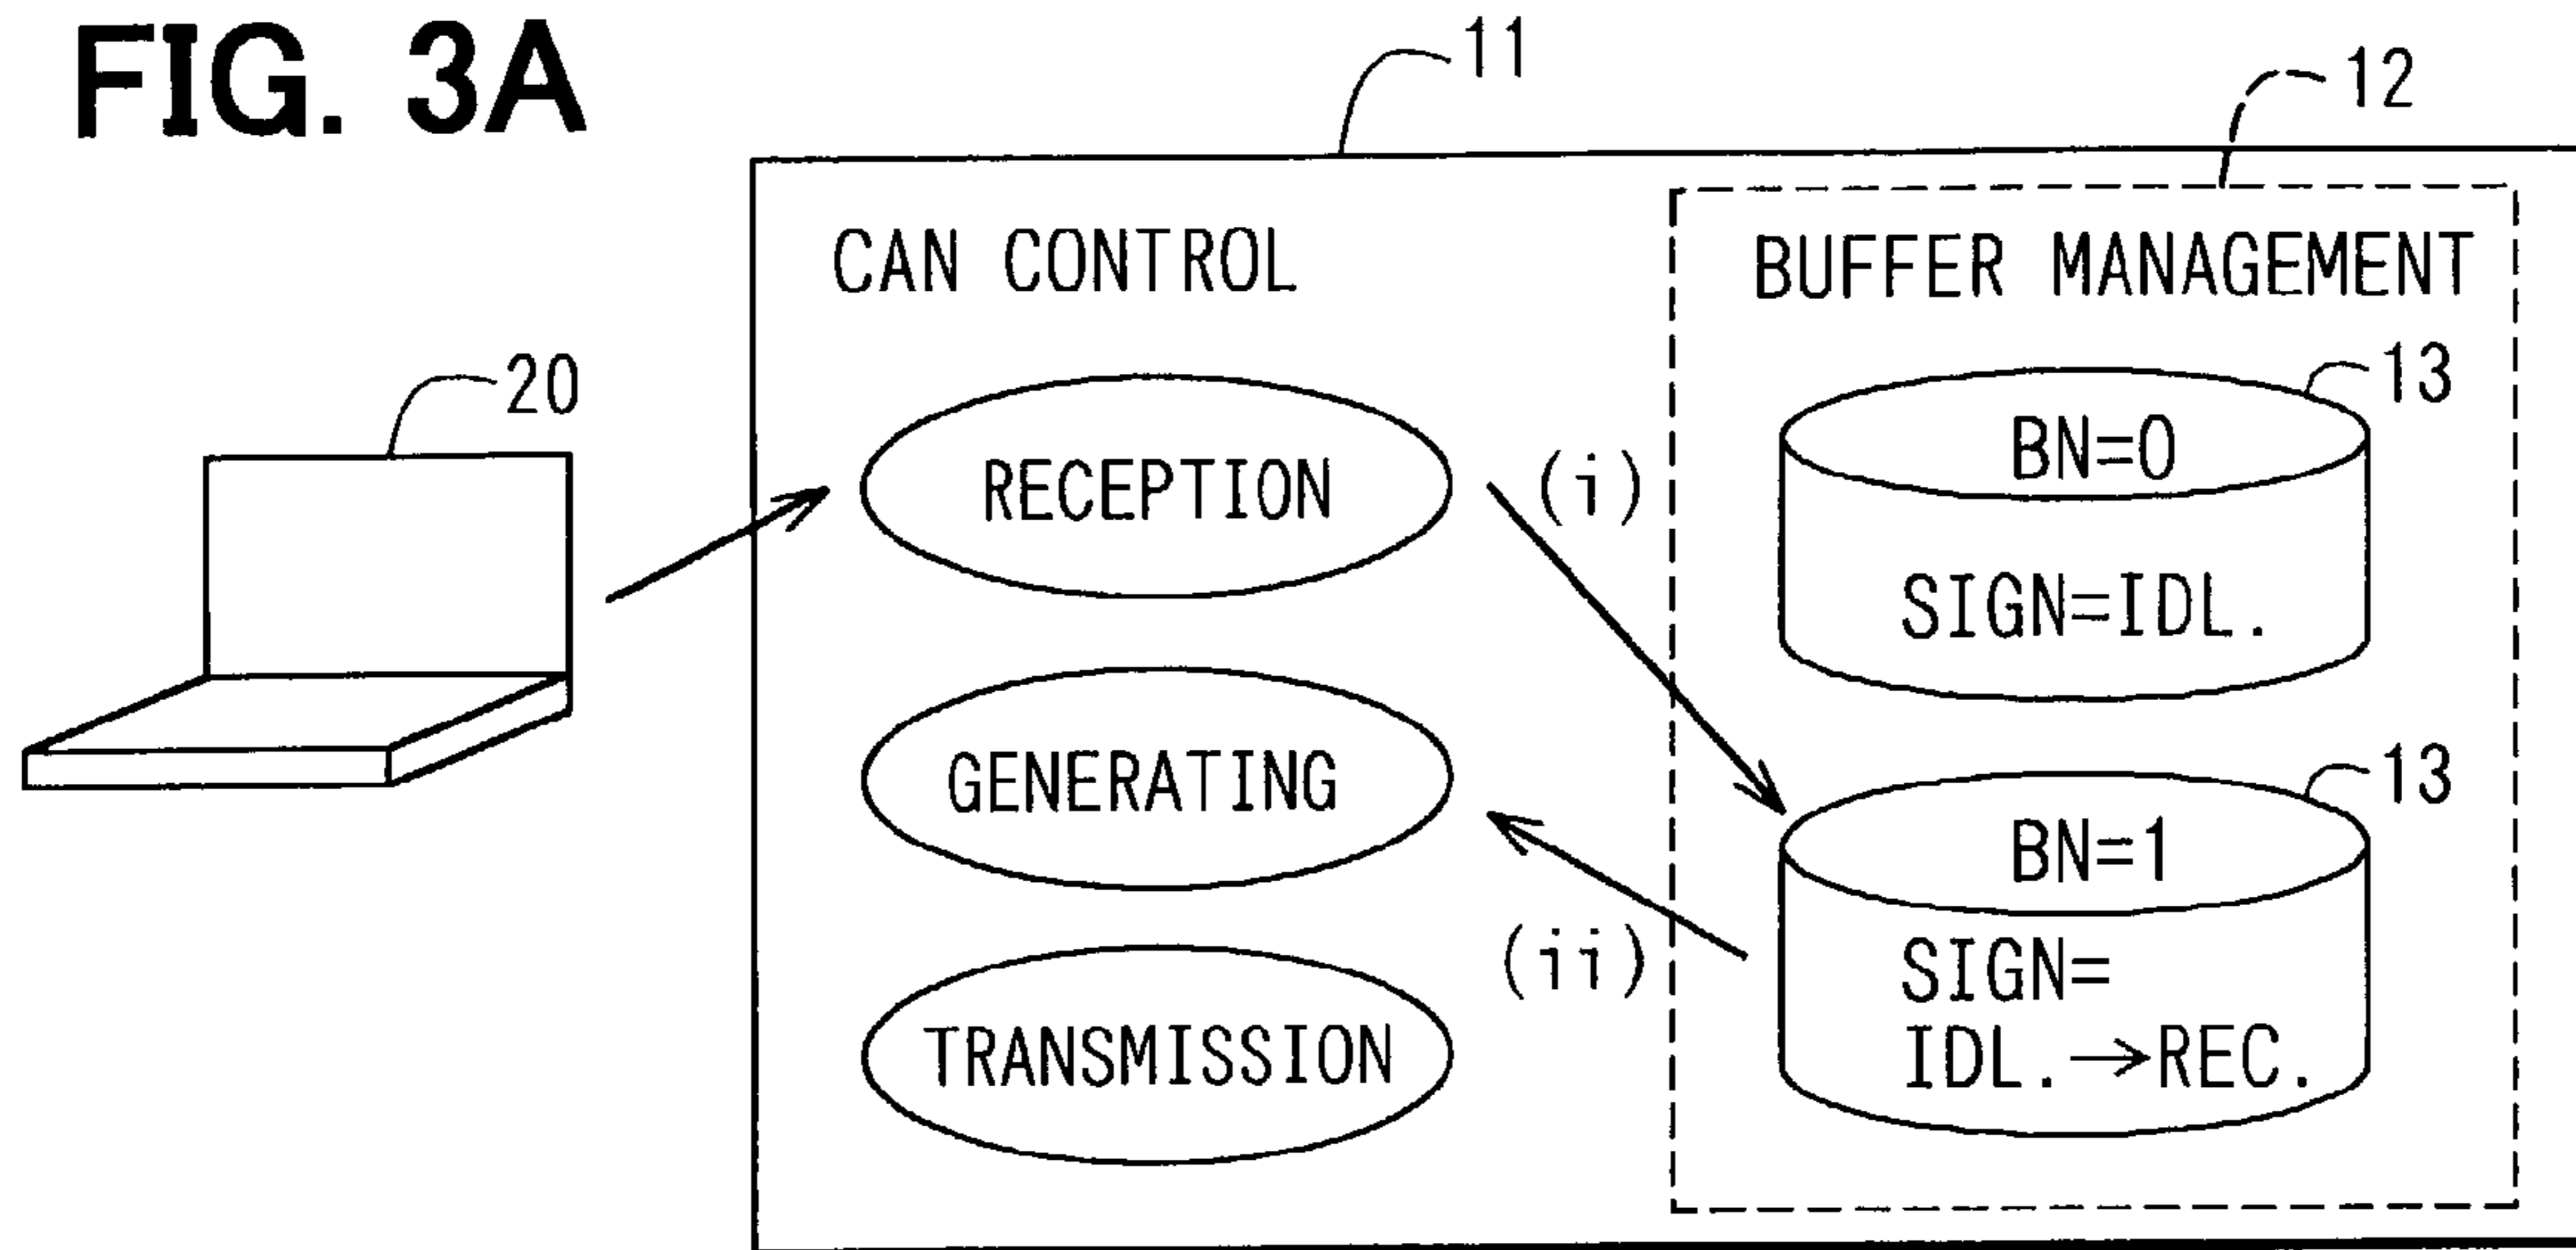 FIG. 3A
11
12
CAN CONTROL
BUFFER MANAGEMENT
20
13
RECEPTION
(i)
BN=0
SIGN=IDL.
GENERATING
13
BN=1
(ii)
SIGN=
IDL.→REC.
TRANSMISSION